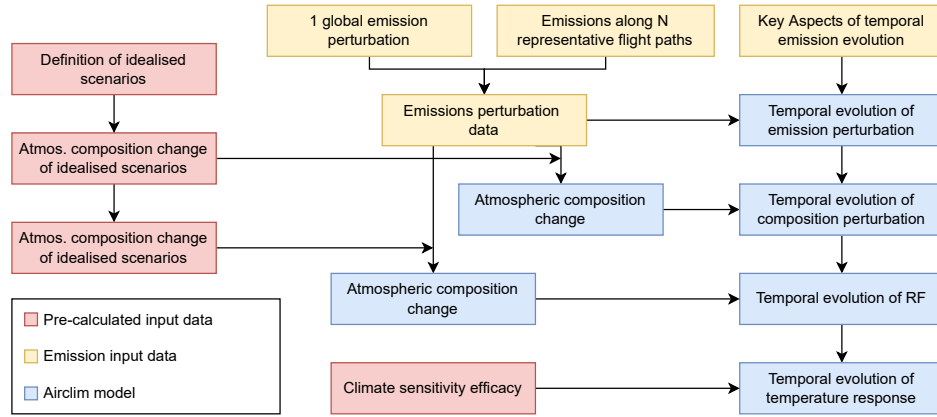 1 global emission
perturbation
Emissions along N
representative flight paths
Key Aspects of temporal
emission evolution
Definition of idealised
scenarios
Emissions perturbation
data
Temporal evolution of
emission perturbation
Atmos. composition change
of idealised scenarios
Atmospheric composition
change
Temporal evolution of
composition perturbation
Atmos. composition change
of idealised scenarios
Atmospheric composition
change
Temporal evolution of RF
Pre-calculated input data
Emission input data
Airclim model
Climate sensitivity efficacy
Temporal evolution of
temperature response